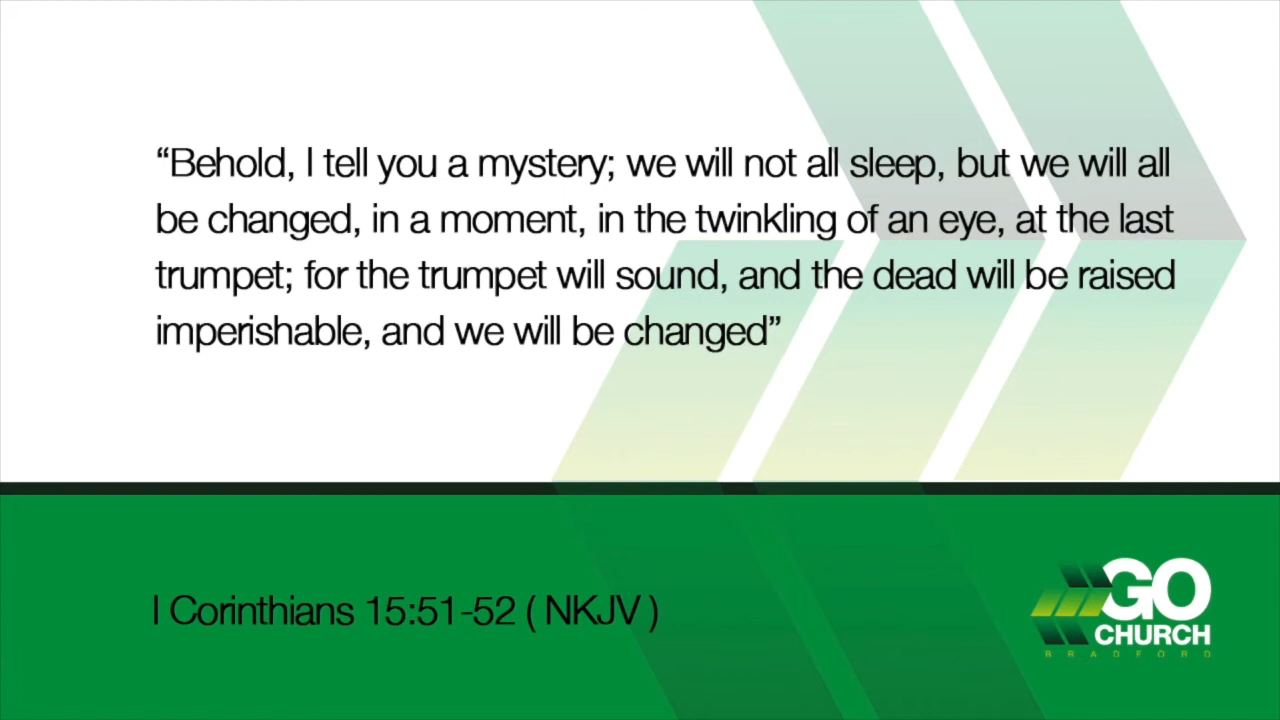 “Behold, I tell you a mystery; we will not all sleep, but we will all
be changed, in a moment, in the twinkling of an eye, at the last
trumpet; for the trumpet will sound, and the dead will be raised
imperishable, and we will be changed”
I Corinthians 15:51-52 ( NKJV )
GO
CHURCH
BRADFORD